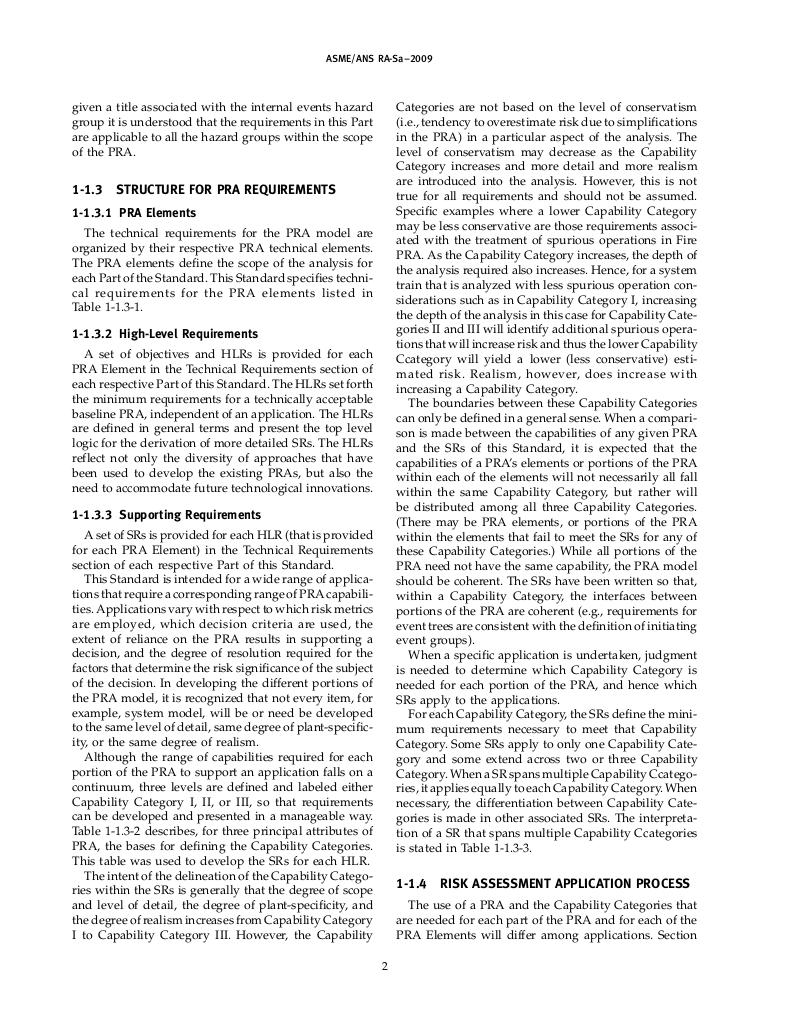 ASME/ANS RA-Sa–2009
given a title associated with the internal events hazard
group it is understood that the requirements in this Part
are applicable to all the hazard groups within the scope
of the PRA.
1-1.3 STRUCTURE FOR PRA REQUIREMENTS
1-1.3.1 PRA Elements
The technical requirements for the PRA model are
organized by their respective PRA technical elements.
The PRA elements define the scope of the analysis for
each Part of the Standard. This Standard specifies techni-
cal requirements for the PRA elements listed in
Table 1-1.3-1.
1-1.3.2 High-Level Requirements
A set of objectives and HLRs is provided for each
PRA Element in the Technical Requirements section of
each respective Part of this Standard. The HLRs set forth
the minimum requirements for a technically acceptable
baseline PRA, independent of an application. The HLRs
are defined in general terms and present the top level
logic for the derivation of more detailed SRs. The HLRs
reflect not only the diversity of approaches that have
been used to develop the existing PRAs, but also the
need to accommodate future technological innovations.
1-1.3.3 Supporting Requirements
A set of SRs is provided for each HLR (that is provided
for each PRA Element) in the Technical Requirements
section of each respective Part of this Standard.
This Standard is intended for a wide range of applica-
tions that require a corresponding range of PRA capabili-
ties. Applications vary with respect to which risk metrics
are employed, which decision criteria are used, the
extent of reliance on the PRA results in supporting a
decision, and the degree of resolution required for the
factors that determine the risk significance of the subject
of the decision. In developing the different portions of
the PRA model, it is recognized that not every item, for
example, system model, will be or need be developed
to the same level of detail, same degree of plant-specific-
ity, or the same degree of realism.
Although the range of capabilities required for each
portion of the PRA to support an application falls on a
continuum, three levels are defined and labeled either
Capability Category I, II, or III, so that requirements
can be developed and presented in a manageable way.
Table 1-1.3-2 describes, for three principal attributes of
PRA, the bases for defining the Capability Categories.
This table was used to develop the SRs for each HLR.
The intent of the delineation of the Capability Catego-
ries within the SRs is generally that the degree of scope
and level of detail, the degree of plant-specificity, and
the degree of realism increases from Capability Category
I to Capability Category III. However, the Capability
Categories are not based on the level of conservatism
(i.e., tendency to overestimate risk due to simplifications
in the PRA) in a particular aspect of the analysis. The
level of conservatism may decrease as the Capability
Category increases and more detail and more realism
are introduced into the analysis. However, this is not
true for all requirements and should not be assumed.
Specific examples where a lower Capability Category
may be less conservative are those requirements associ-
ated with the treatment of spurious operations in Fire
PRA. As the Capability Category increases, the depth of
the analysis required also increases. Hence, for a system
train that is analyzed with less spurious operation con-
siderations such as in Capability Category I, increasing
the depth of the analysis in this case for Capability Cate-
gories II and III will identify additional spurious opera-
tions that will increase risk and thus the lower Capability
Ccategory will yield a lower (less conservative) esti-
mated risk. Realism, however, does increase with
increasing a Capability Category.
The boundaries between these Capability Categories
can only be defined in a general sense. When a compari-
son is made between the capabilities of any given PRA
and the SRs of this Standard, it is expected that the
capabilities of a PRA's elements or portions of the PRA
within each of the elements will not necessarily all fall
within the same Capability Category, but rather will
be distributed among all three Capability Categories.
(There may be PRA elements, or portions of the PRA
within the elements that fail to meet the SRs for any of
these Capability Categories.) While all portions of the
PRA need not have the same capability, the PRA model
should be coherent. The SRs have been written so that,
within a Capability Category, the interfaces between
portions of the PRA are coherent (e.g., requirements for
event trees are consistent with the definition of initiating
event groups).
When a specific application is undertaken, judgment
is needed to determine which Capability Category is
needed for each portion of the PRA, and hence which
SRs apply to the applications.
For each Capability Category, the SRs define the mini-
mum requirements necessary to meet that Capability
Category. Some SRs apply to only one Capability Cate-
gory and some extend across two or three Capability
Category. When a SR spans multiple Capability Ccatego-
ries, it applies equally to each Capability Category. When
necessary, the differentiation between Capability Cate-
gories is made in other associated SRs. The interpreta-
tion of a SR that spans multiple Capability Ccategories
is stated in Table 1-1.3-3.
1-1.4 RISK ASSESSMENT APPLICATION PROCESS
The use of a PRA and the Capability Categories that
are needed for each part of the PRA and for each of the
PRA Elements will differ among applications. Section
2